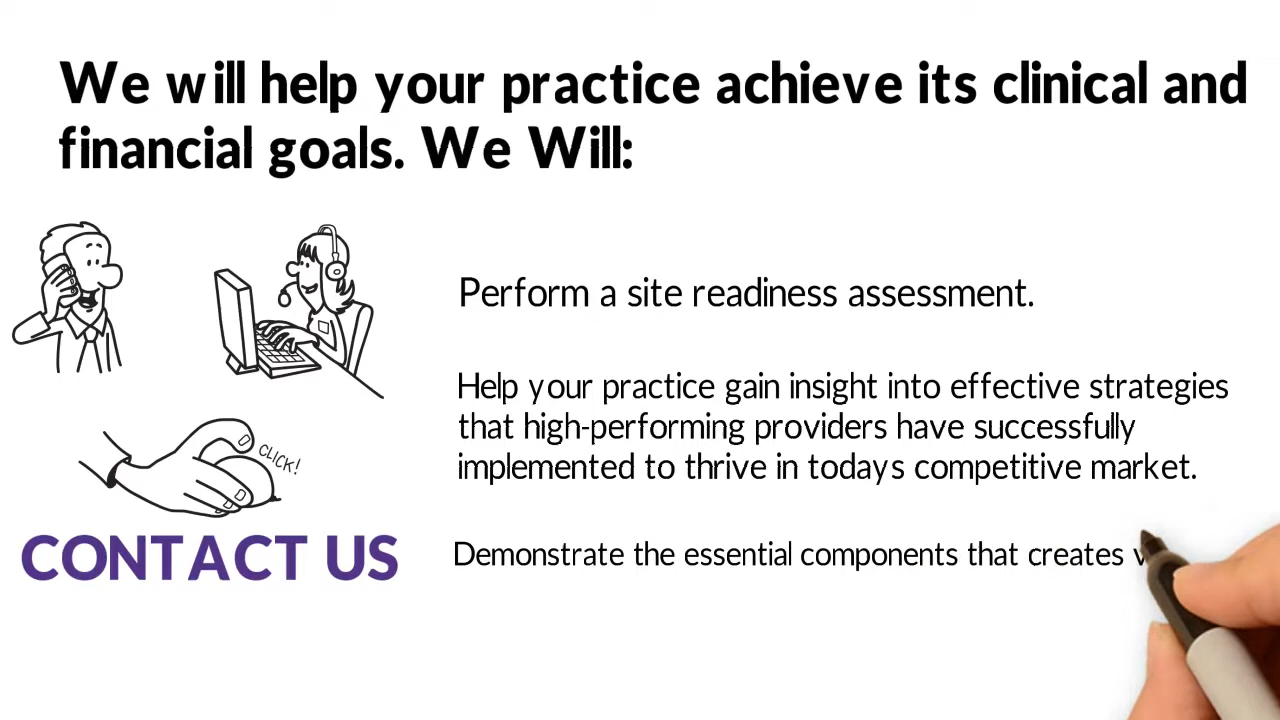 We will help your practice achieve its clinical and
financial goals. We Will:
Perform a site readiness assessment.
Help your practice gain insight into effective strategies
that high-performing providers have successfully
implemented to thrive in today's competitive market.
CLICK!
CONTACT US
Demonstrate the essential components that creates